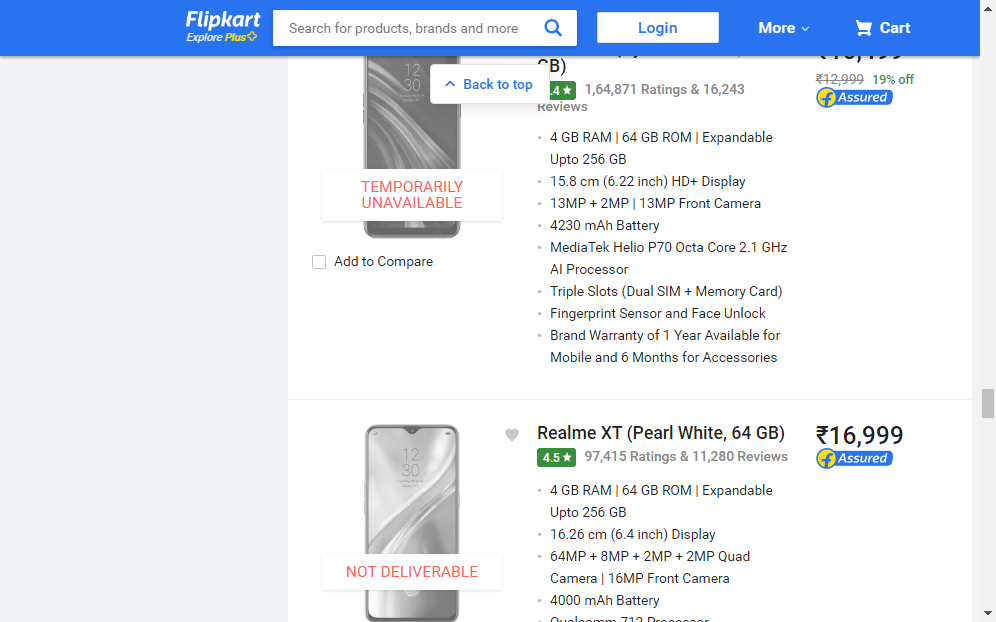 Flipkart
Explore Plus
Search for products, brands and more
Login
More
Cart
Back to top
GB)
.4
1,64,871 Ratings & 16,243
Reviews
₹12,999 19% off
Assured
4 GB RAM | 64 GB ROM | Expandable
Upto 256 GB
15.8 cm (6.22 inch) HD+ Display
13MP + 2MP | 13MP Front Camera
4230 mAh Battery
MediaTek Helio P70 Octa Core 2.1 GHz
AI Processor
Triple Slots (Dual SIM + Memory Card)
Fingerprint Sensor and Face Unlock
Brand Warranty of 1 Year Available for
Mobile and 6 Months for Accessories
12
30
TEMPORARILY
UNAVAILABLE
Add to Compare
Realme XT (Pearl White, 64 GB)
4.5 97,415 Ratings & 11,280 Reviews
₹16,999
Assured
4 GB RAM | 64 GB ROM | Expandable
Upto 256 GB
16.26 cm (6.4 inch) Display
64MP + 8MP + 2MP + 2MP Quad
Camera | 16MP Front Camera
4000 mAh Battery
Qualcomm 712 Processor
12
30
NOT DELIVERABLE